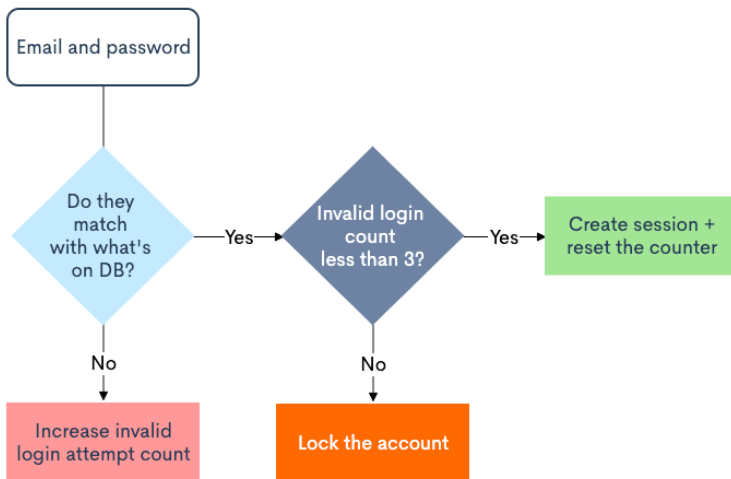 Email and password
Do they
match
with what's
on DB?
Yes
Invalid login
count
less than 3?
Yes
Create session +
reset the counter
No
No
Increase invalid
login attempt count
Lock the account